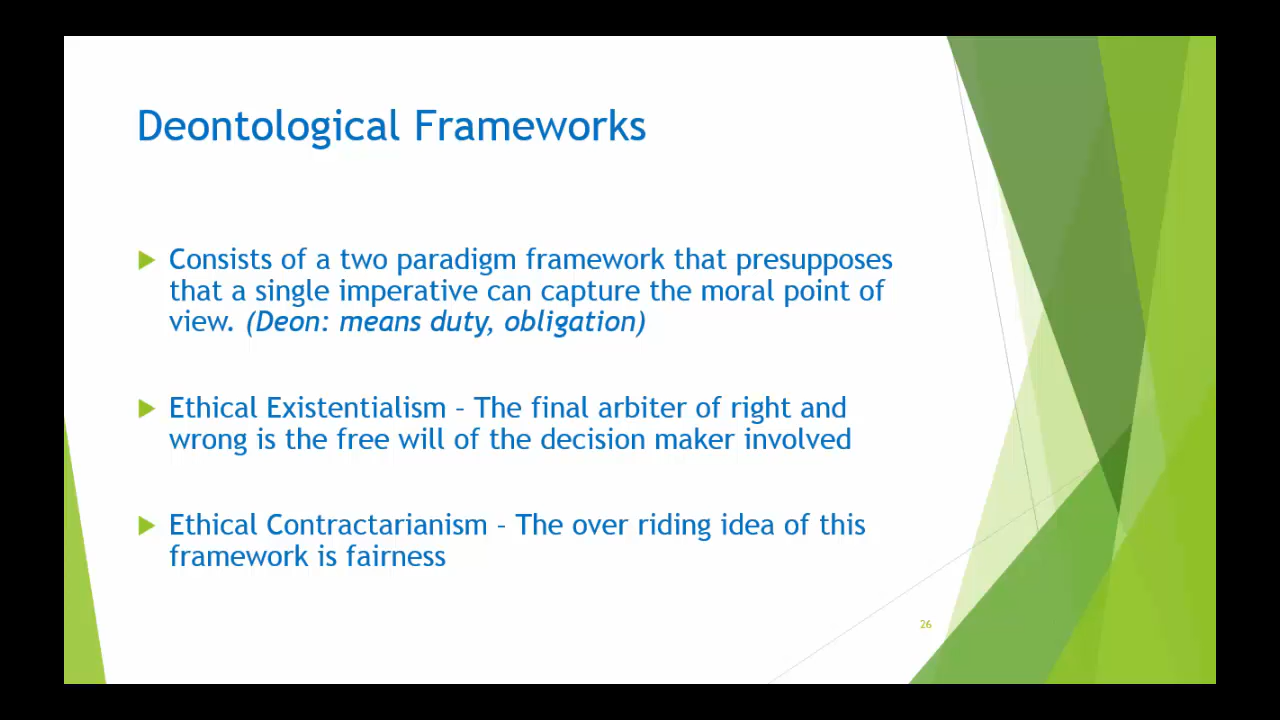 Deontological Frameworks
Consists of a two paradigm framework that presupposes
that a single imperative can capture the moral point of
view. (Deon: means duty, obligation)
Ethical Existentialism – The final arbiter of right and
wrong is the free will of the decision maker involved
Ethical Contractarianism – The over riding idea of this
framework is fairness
26